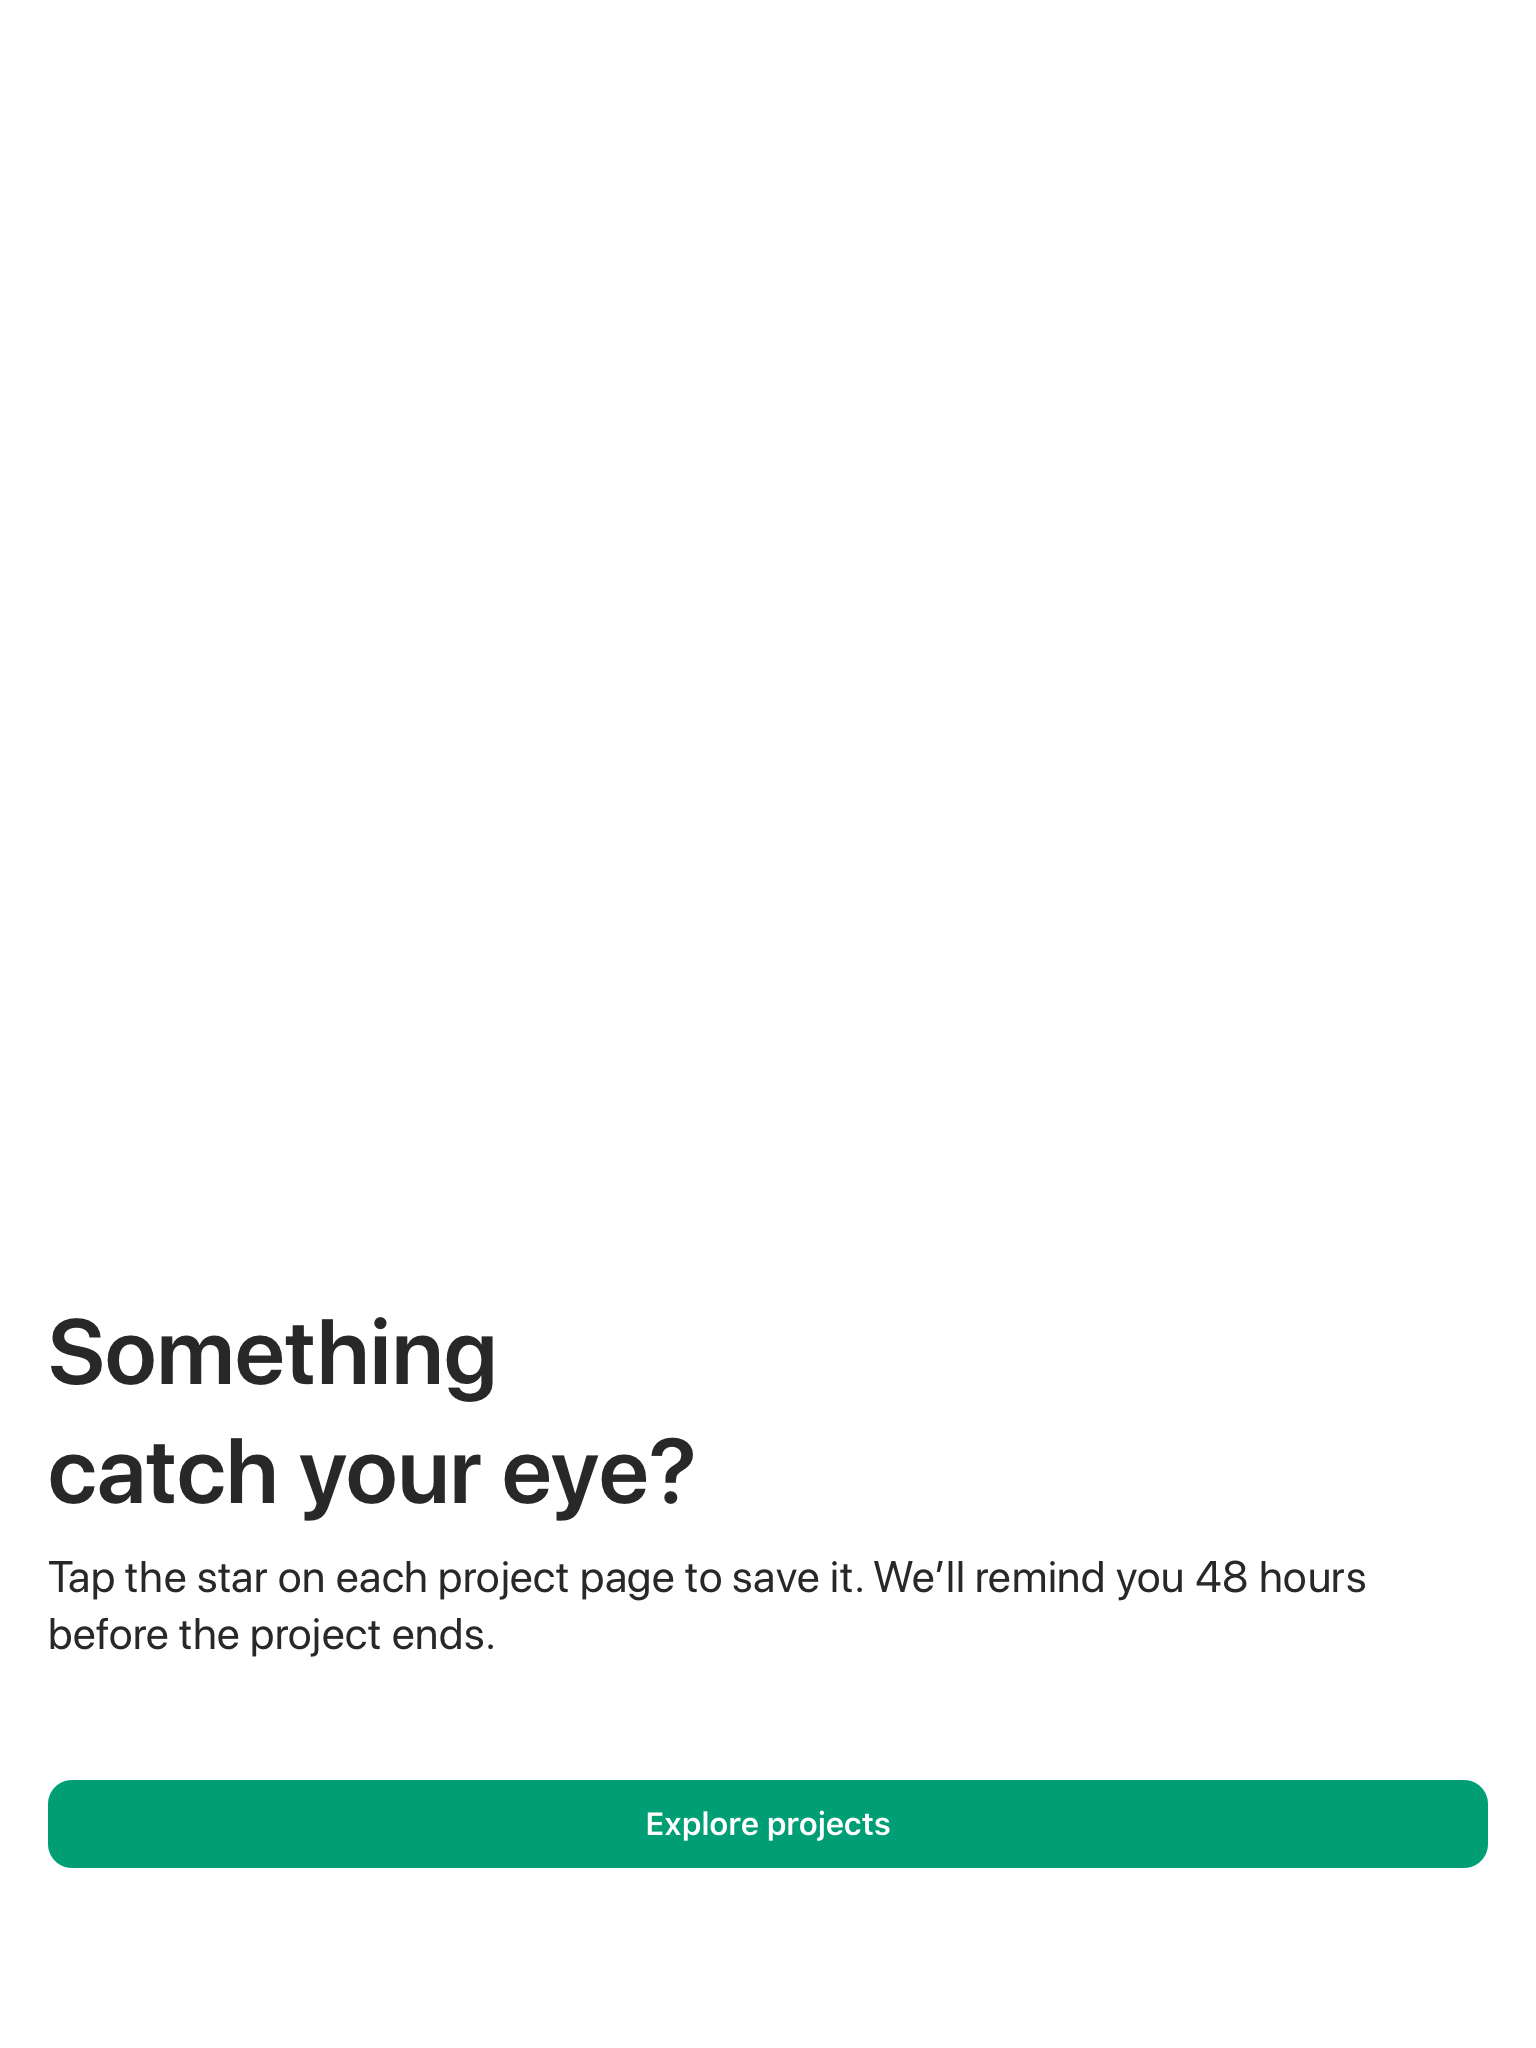 Something
catch your eye?
Tap the star on each project page to save it. We’ll remind you 48 hours
before the project ends.
Explore projects